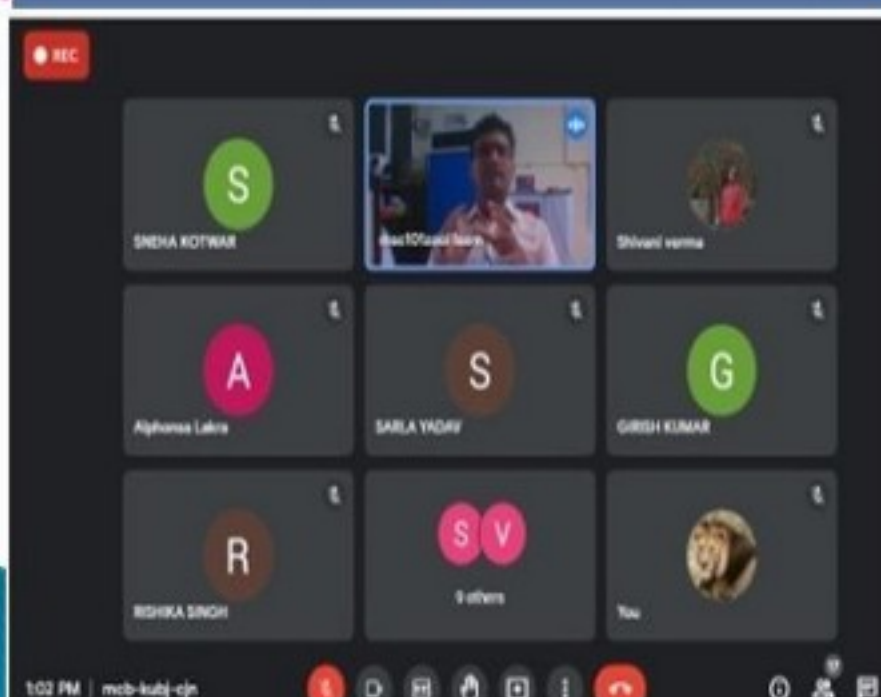 REC
S
SNEHA KOTWAR
Shivani verma
A
Alphonsa Lakra
S
SARLA YADAV
G
GIRISH KUMAR
R
RISHIKA SINGH
S V
9 others
You
1:02 PM | mcb-kubj-cjn